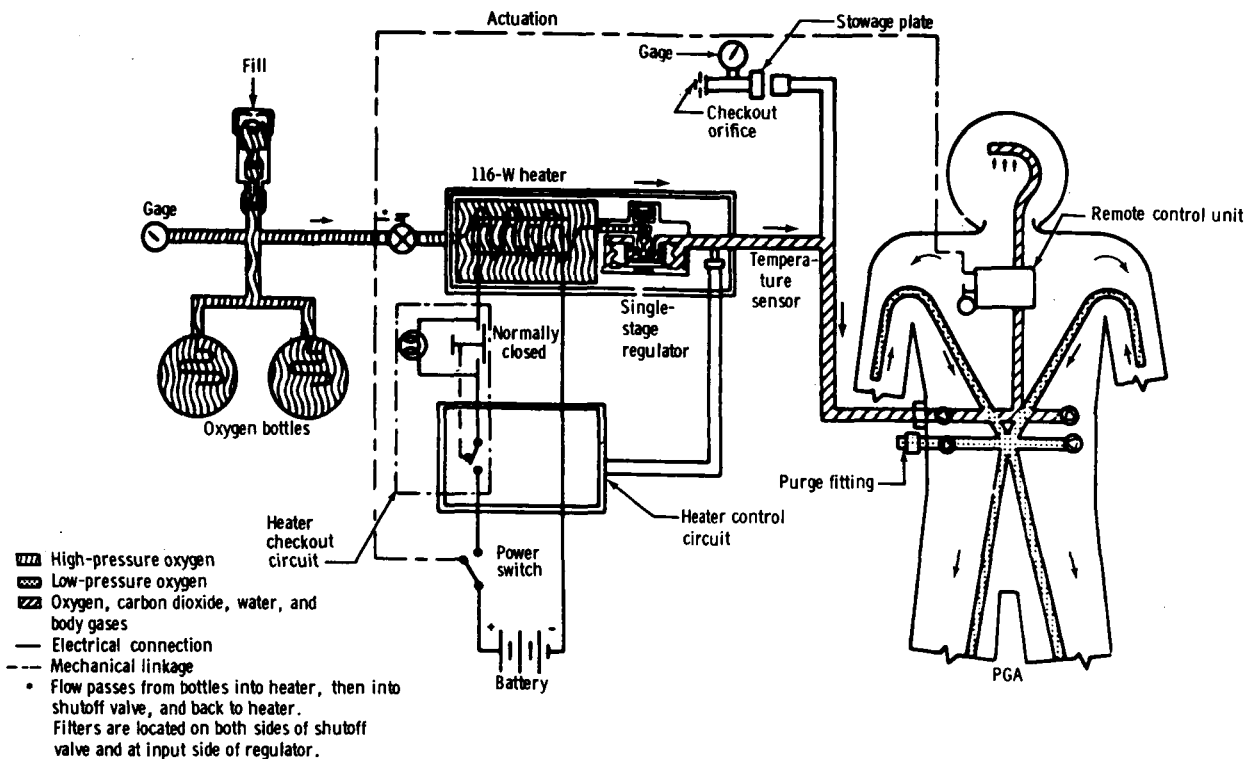 Actuation
Stowage plate
Gage
Fill
Checkout
orifice
116-W heater
Gage
Remote control unit
Tempera-
ture
sensor
Single-
stage
regulator
Normally
closed
Oxygen bottles
Purge fitting
Heater
checkout
circuit
Heater control
circuit
Power
switch
High-pressure oxygen
Low-pressure oxygen
Oxygen, carbon dioxide, water, and
body gases
Electrical connection
Mechanical linkage
• Flow passes from bottles into heater, then into
shutoff valve, and back to heater.
Filters are located on both sides of shutoff
valve and at input side of regulator.
+ -
Battery
PGA